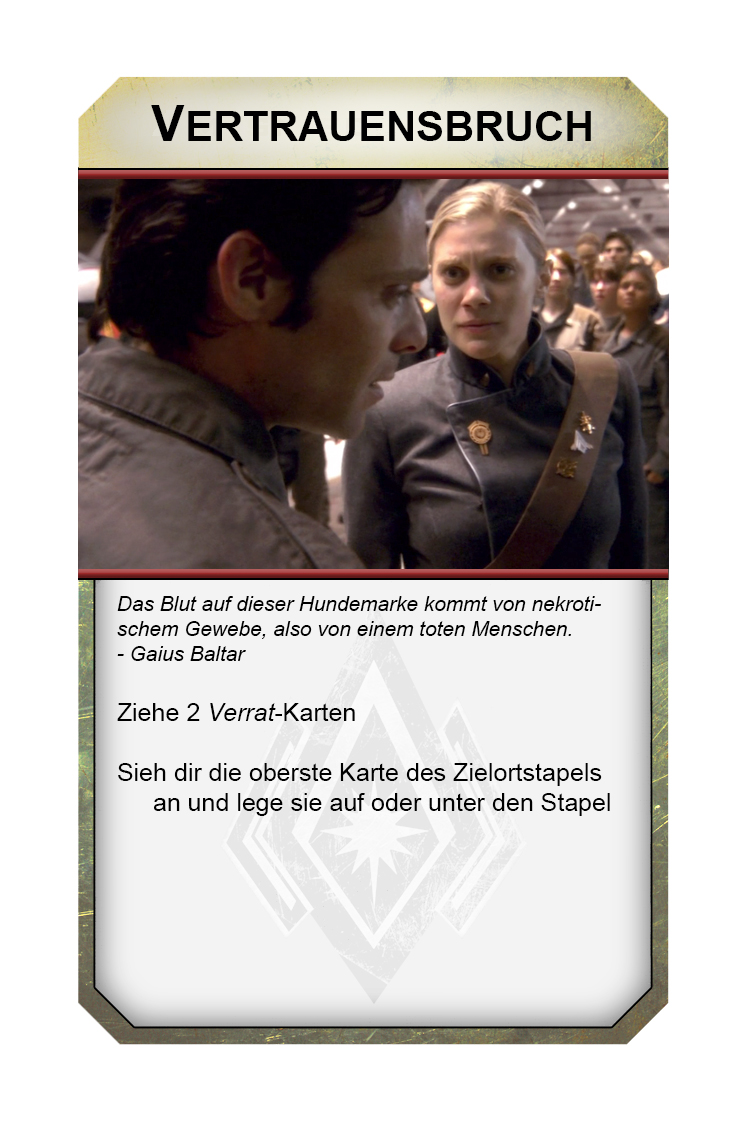 VERTRAUENSBRUCH
Das Blut auf dieser Hundemarke kommt von nekroti-
schem Gewebe, also von einem toten Menschen.
- Gaius Baltar
Ziehe 2 Verrat-Karten
Sieh dir die oberste Karte des Zielortstapels
an und lege sie auf oder unter den Stapel